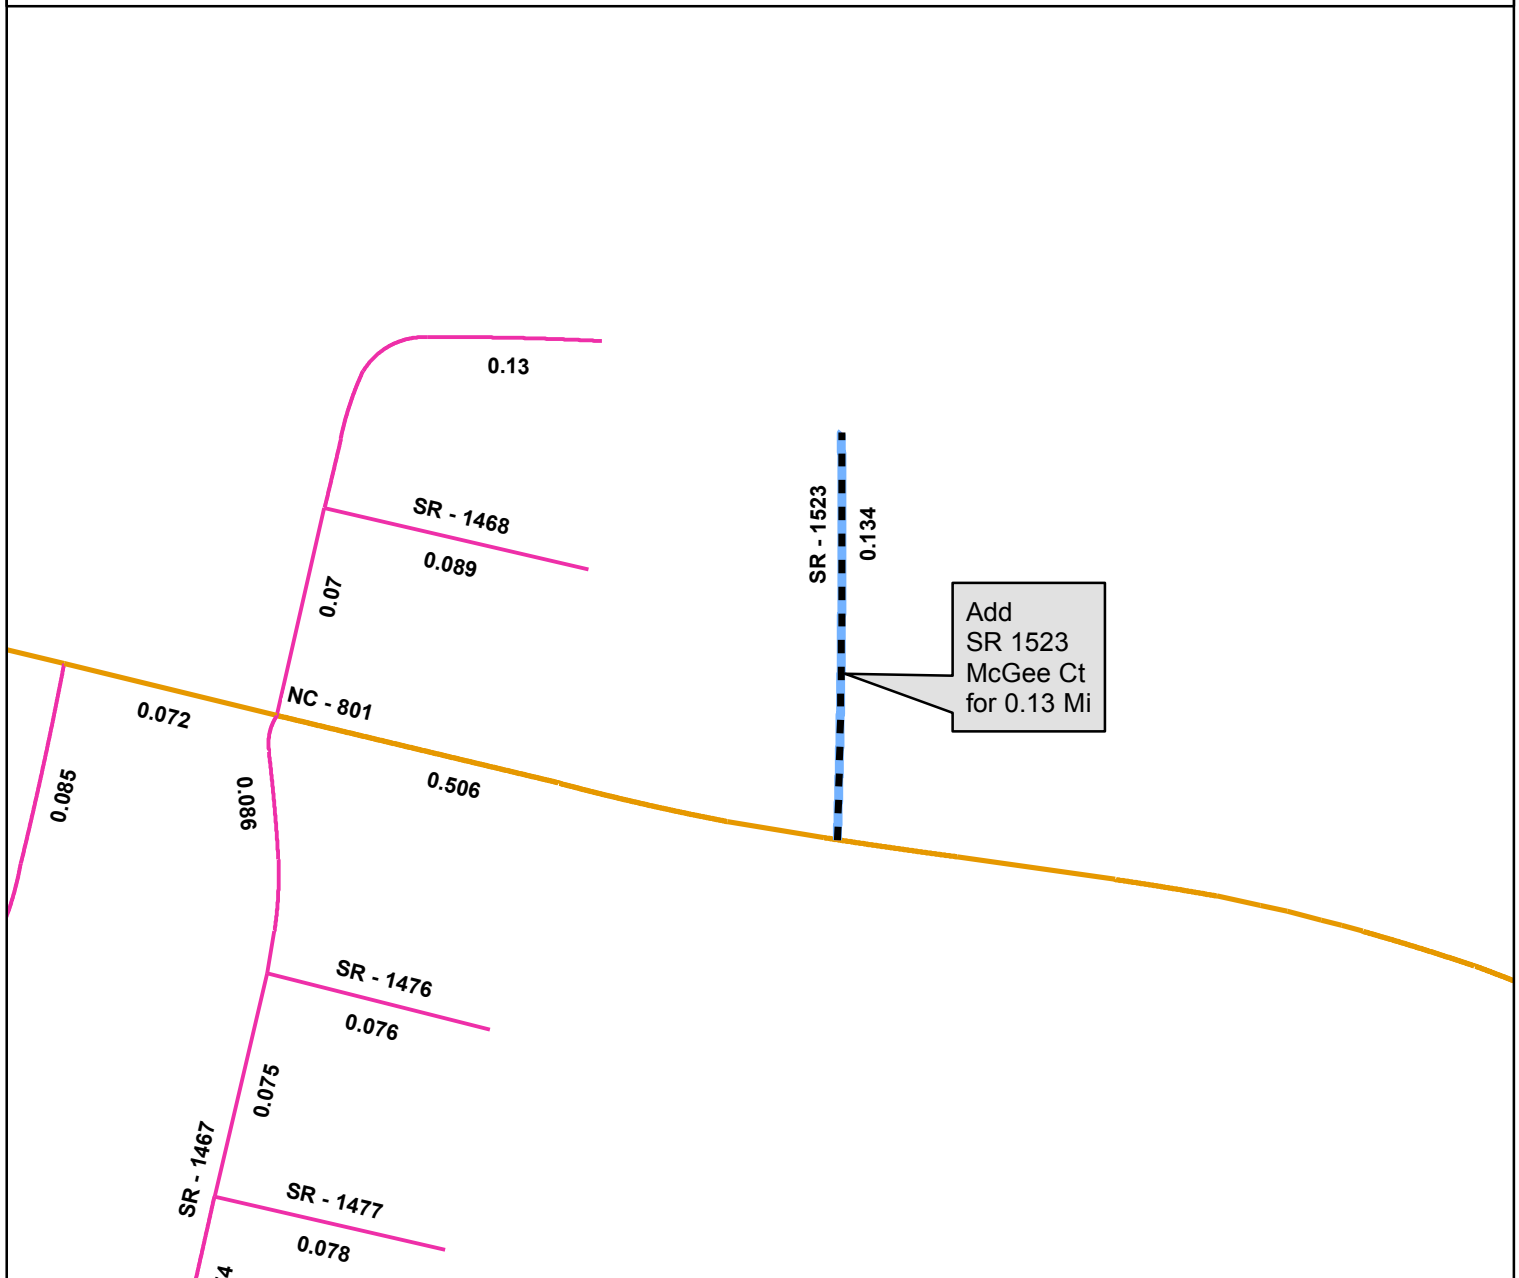 0.13
SR - 1468
0.089
0.07
SR - 1523
0.134
Add
SR 1523
McGee Ct
for 0.13 Mi
NC - 801
0.072
0.506
0.085
0.086
SR - 1476
0.076
0.075
SR - 1467
SR - 1477
0.078